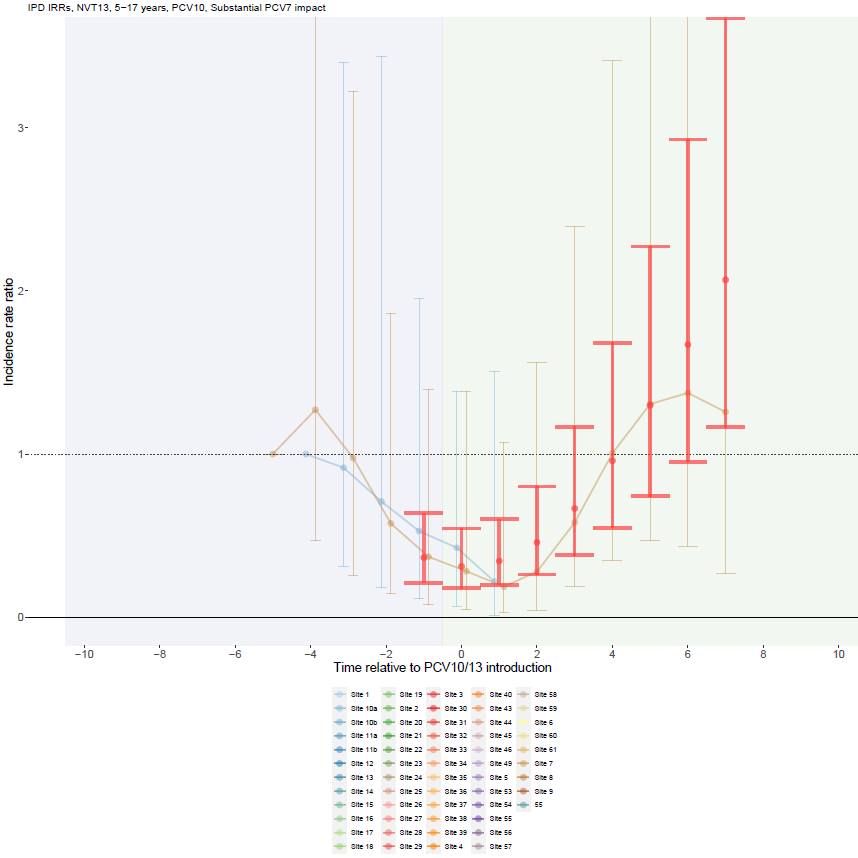 IPD IRRs, NVT13, 5−17 years, PCV10, Substantial PCV7 impact
Incidence rate ratio
3
2
1
0
−10 −8 −6 −4 −2 0 2 4 6 8 10
Time relative to PCV10/13 introduction
Site 1 Site 19 Site 3 Site 40 Site 58
Site 10a Site 2 Site 30 Site 43 Site 59
Site 10b Site 20 Site 31 Site 44 Site 6
Site 11a Site 21 Site 32 Site 45 Site 60
Site 11b Site 22 Site 33 Site 46 Site 61
Site 12 Site 23 Site 34 Site 49 Site 7
Site 13 Site 24 Site 35 Site 5 Site 8
Site 14 Site 25 Site 36 Site 53 Site 9
Site 15 Site 26 Site 37 Site 54 55
Site 16 Site 27 Site 38 Site 55
Site 17 Site 28 Site 39 Site 56
Site 18 Site 29 Site 4 Site 57